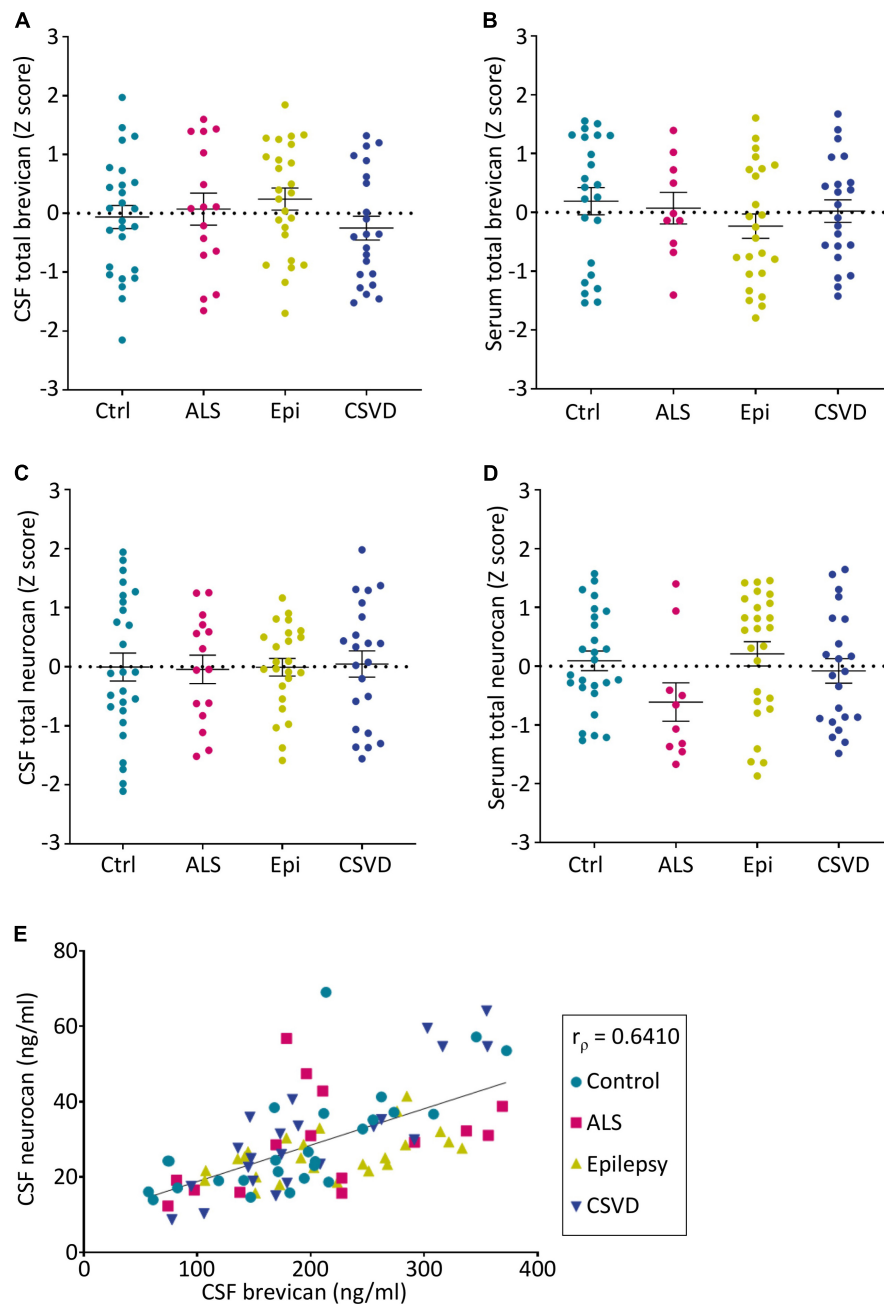 A
CSF total brevican (Z score)
3
2
1
0
-1
-2
-3
Ctrl ALS Epi CSVD
B
Serum total brevican (Z score)
3
2
1
0
-1
-2
-3
Ctrl ALS Epi CSVD
C
CSF total neurocan (Z score)
3
2
1
0
-1
-2
-3
Ctrl ALS Epi CSVD
D
Serum total neurocan (Z score)
3
2
1
0
-1
-2
-3
Ctrl ALS Epi CSVD
E
CSF neurocan (ng/ml)
80
60
40
20
0
0 100 200 300 400
CSF brevican (ng/ml)
rρ = 0.6410
Control
ALS
Epilepsy
CSVD